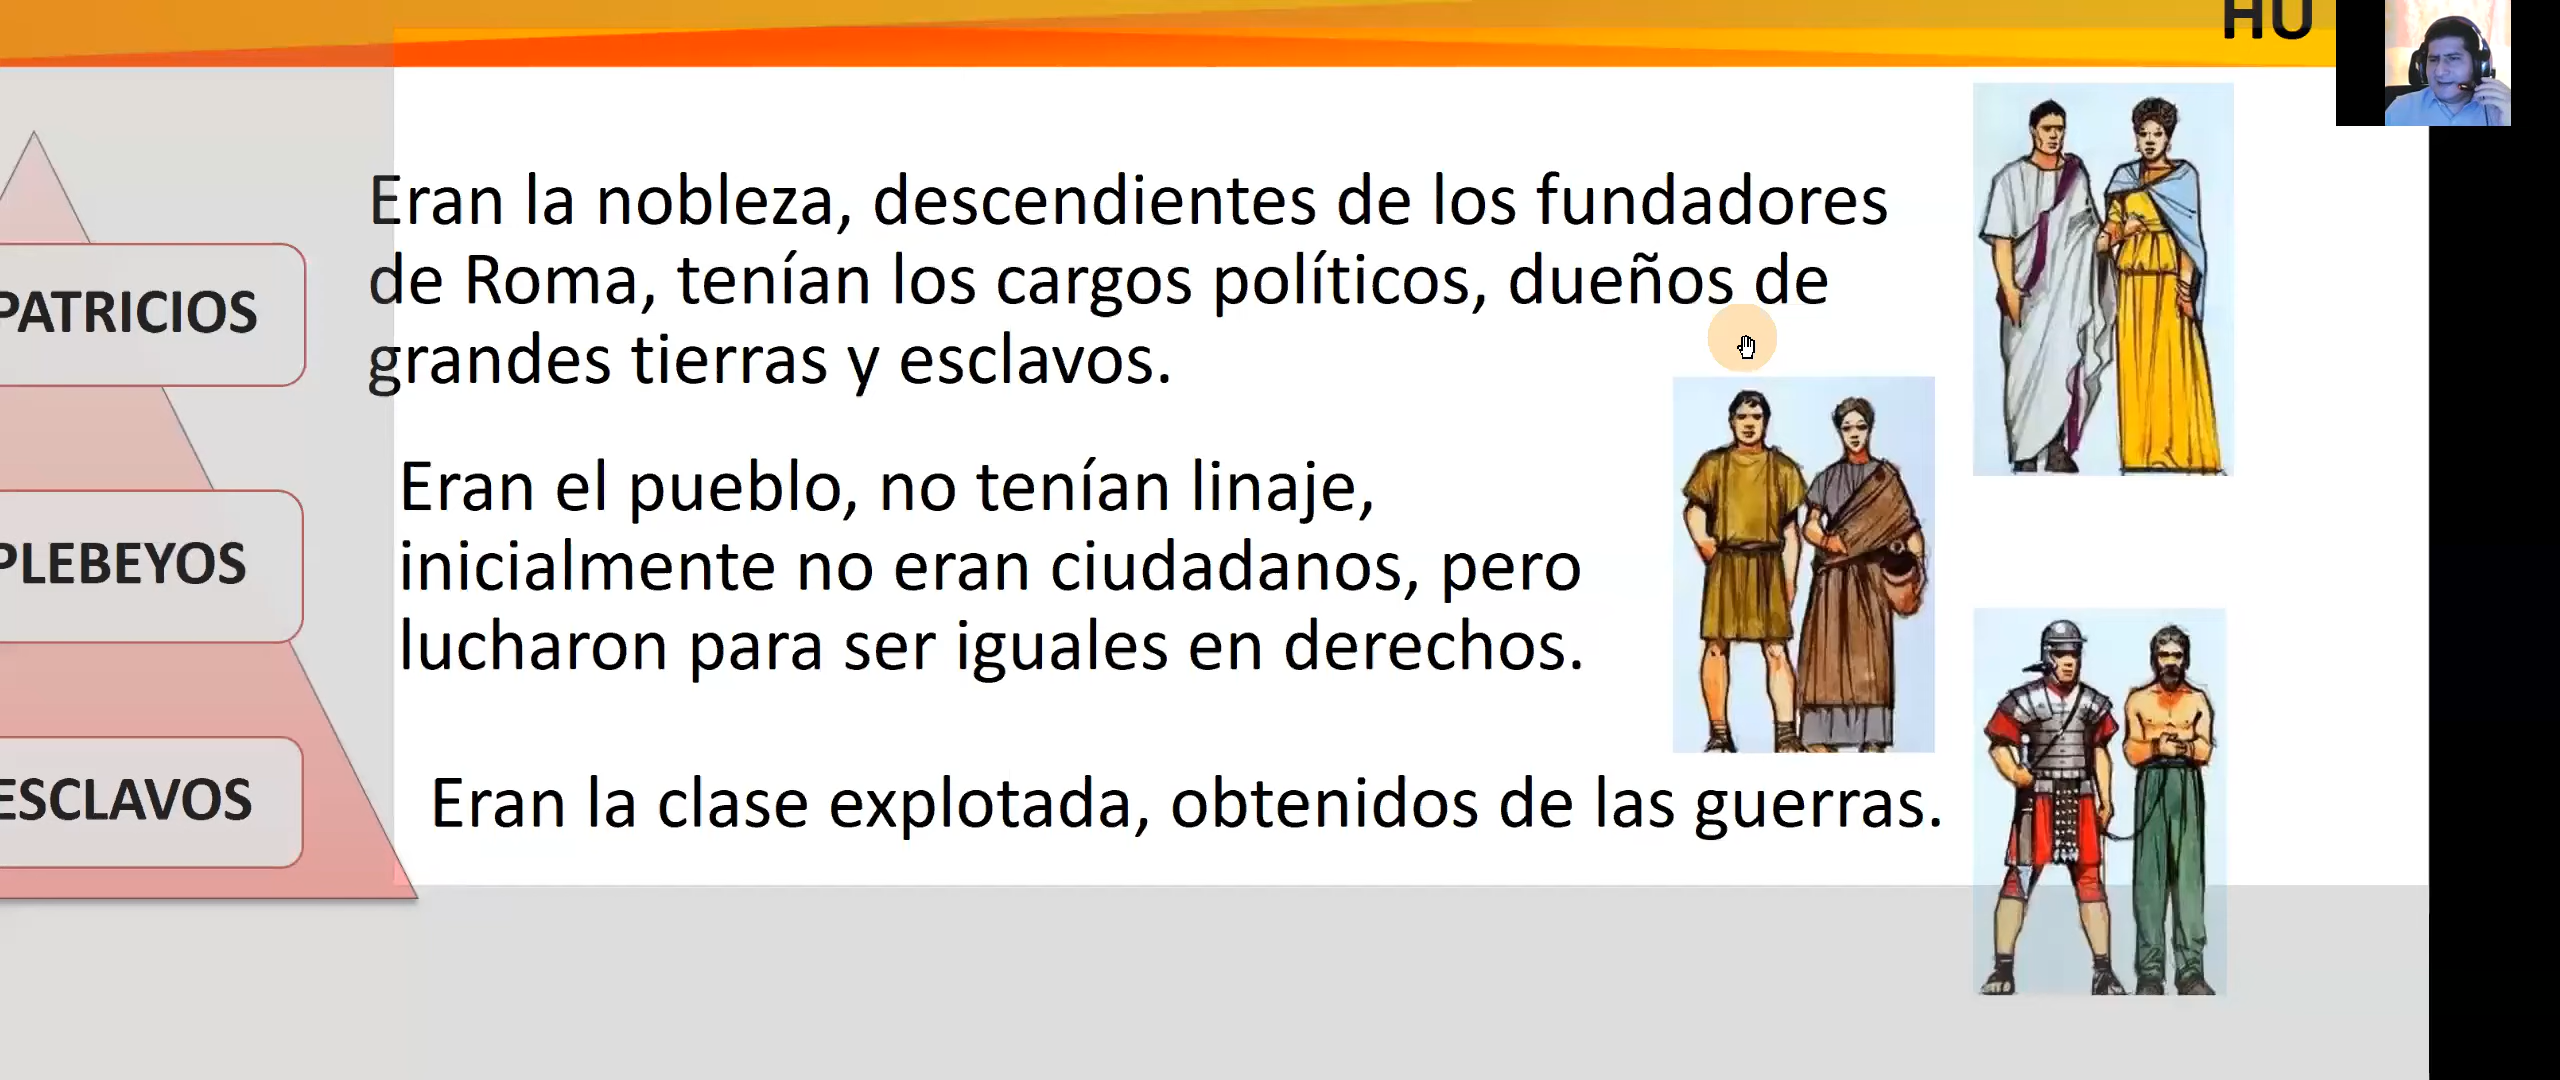 HU
PATRICIOS
Eran la nobleza, descendientes de los fundadores
de Roma, tenían los cargos políticos, dueños de
grandes tierras y esclavos.
PLEBEYOS
Eran el pueblo, no tenían linaje,
inicialmente no eran ciudadanos, pero
lucharon para ser iguales en derechos.
ESCLAVOS
Eran la clase explotada, obtenidos de las guerras.